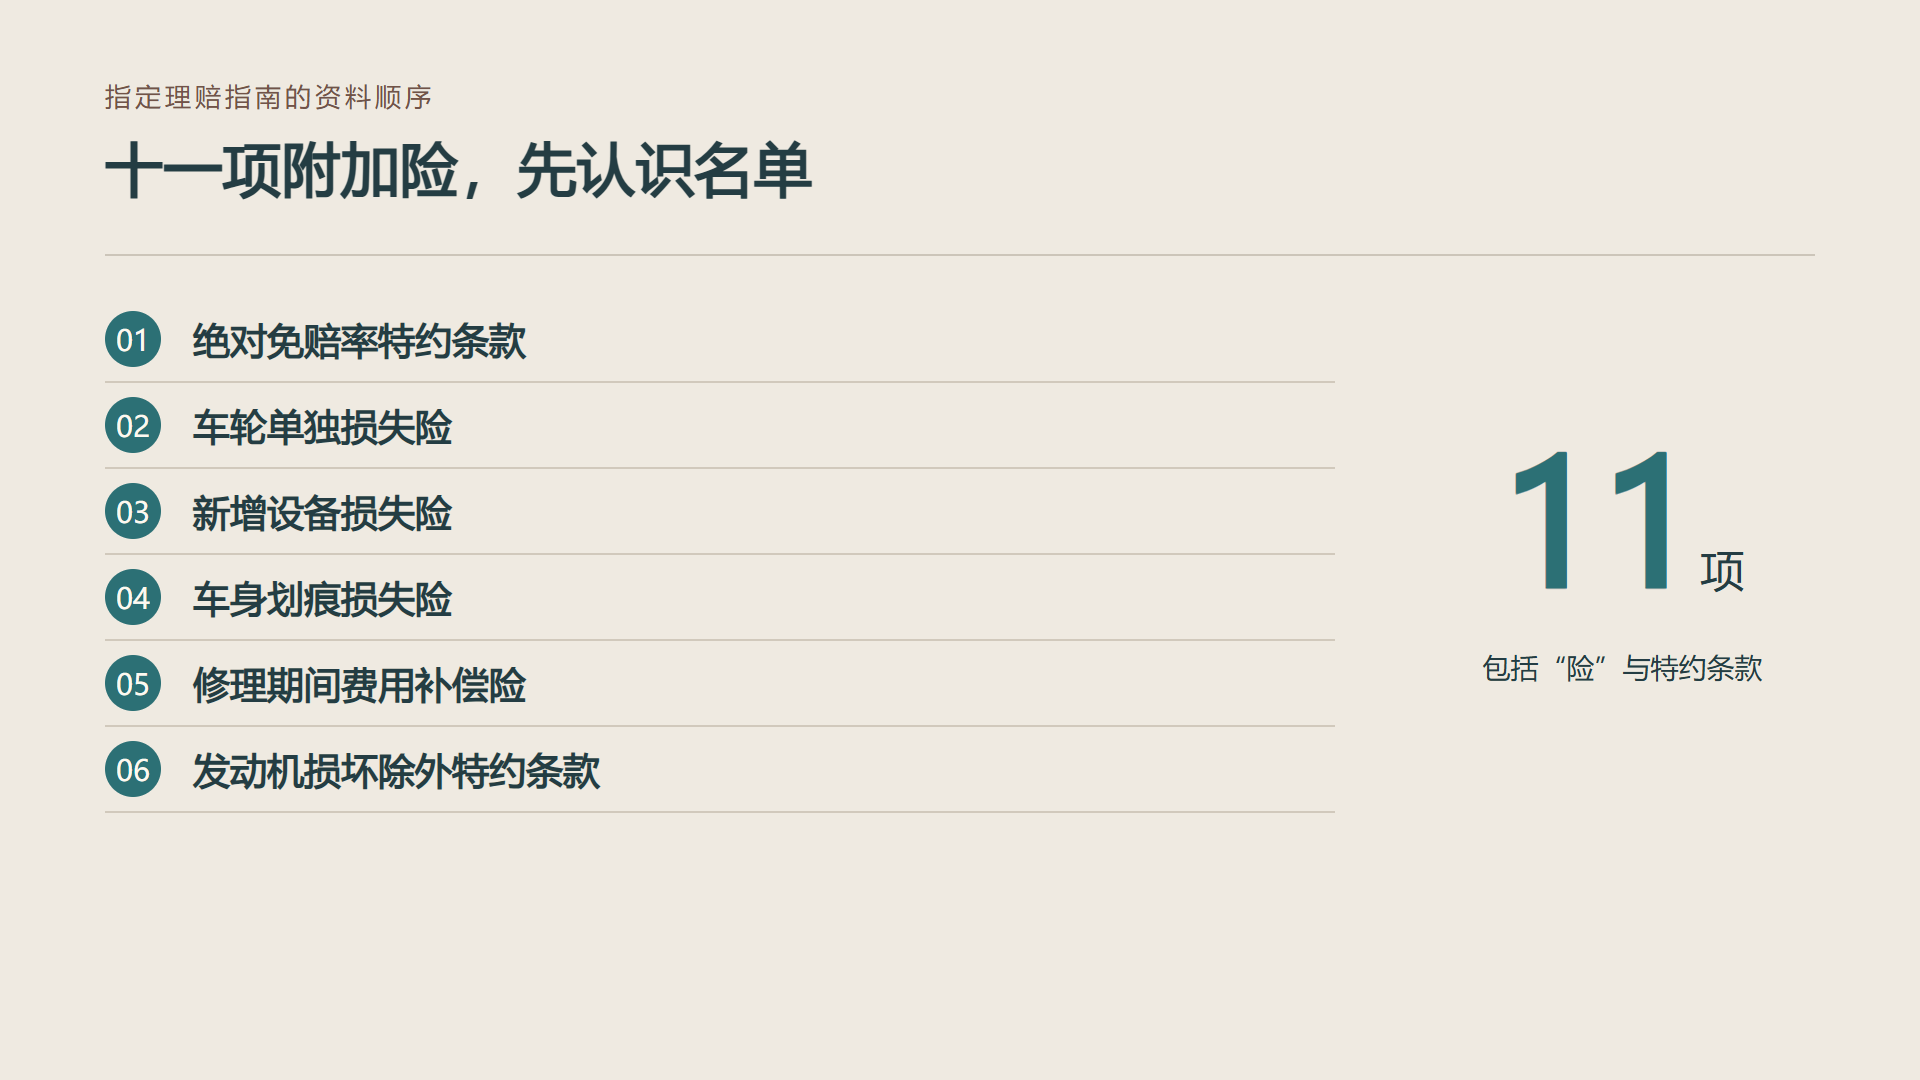 指定理赔指南的资料顺序
十一项附加险，先认识名单
01 绝对免赔率特约条款
02 车轮单独损失险
03 新增设备损失险
04 车身划痕损失险
05 修理期间费用补偿险
06 发动机损坏除外特约条款
11项
包括“险”与特约条款